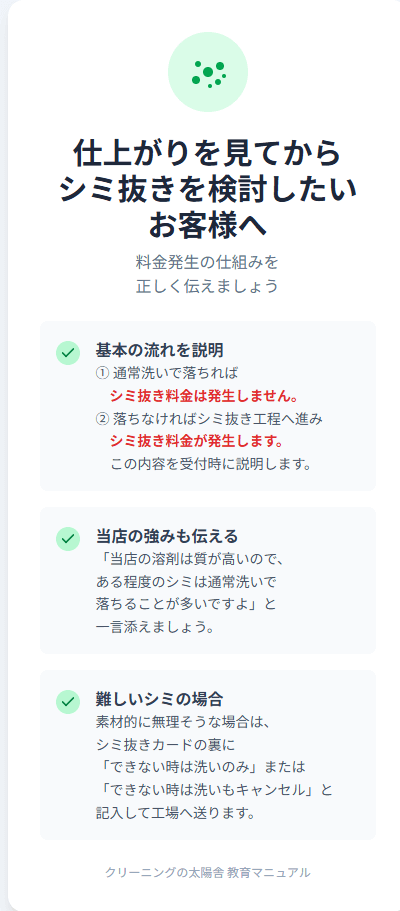 仕上がりを見てから
シミ抜きを検討したい
お客様へ
料金発生の仕組みを
正しく伝えましょう
基本の流れを説明
① 通常洗いで落ちれば
シミ抜き料金は発生しません。
② 落ちなければシミ抜き工程へ進み
シミ抜き料金が発生します。
この内容を受付時に説明します。
当店の強みも伝える
「当店の溶剤は質が高いので、
ある程度のシミは通常洗いで
落ちることが多いですよ」と
一言添えましょう。
難しいシミの場合
素材的に無理そうな場合は、
シミ抜きカードの裏に
「できない時は洗いのみ」または
「できない時は洗いもキャンセル」と
記入して工場へ送ります。
クリーニングの太陽舎 教育マニュアル